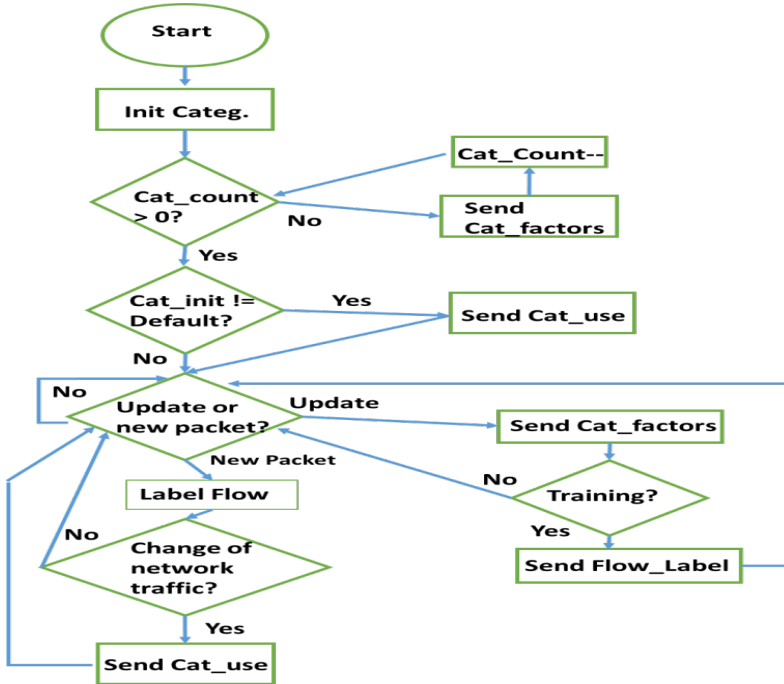 Start
Init Categ.
Cat_Count--
Cat_count
> 0?
No
Send
Cat_factors
Yes
Cat_init !=
Default?
Yes
Send Cat_use
No
No
Update or
new packet?
Update
Send Cat_factors
New Packet
No
Label Flow
Training?
No
Yes
Change of
network
traffic?
Send Flow_Label
Yes
Send Cat_use